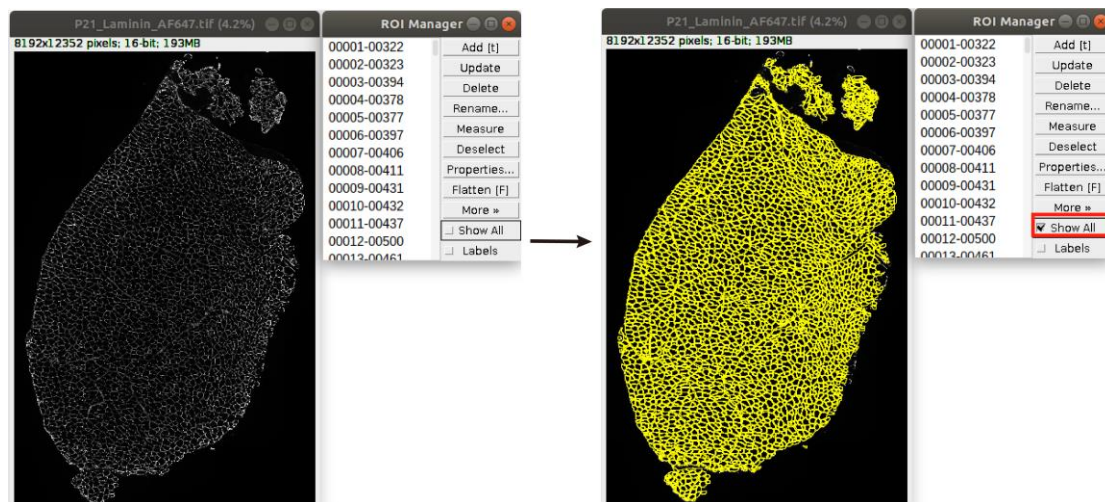 P21_Laminin_AF647.tif (4.2%)
8192x12352 pixels; 16-bit; 193MB
ROI Manager
00001-00322
00002-00323
00003-00394
00004-00378
00005-00377
00006-00397
00007-00406
00008-00411
00009-00431
00010-00432
00011-00437
00012-00500
00013-00461
Add [t]
Update
Delete
Rename...
Measure
Deselect
Properties...
Flatten [F]
More »
Show All
Labels
P21_Laminin_AF647.tif (4.2%)
8192x12352 pixels; 16-bit; 193MB
ROI Manager
00001-00322
00002-00323
00003-00394
00004-00378
00005-00377
00006-00397
00007-00406
00008-00411
00009-00431
00010-00432
00011-00437
00012-00500
00013-00461
Add [t]
Update
Delete
Rename...
Measure
Deselect
Properties...
Flatten [F]
More »
Show All
Labels